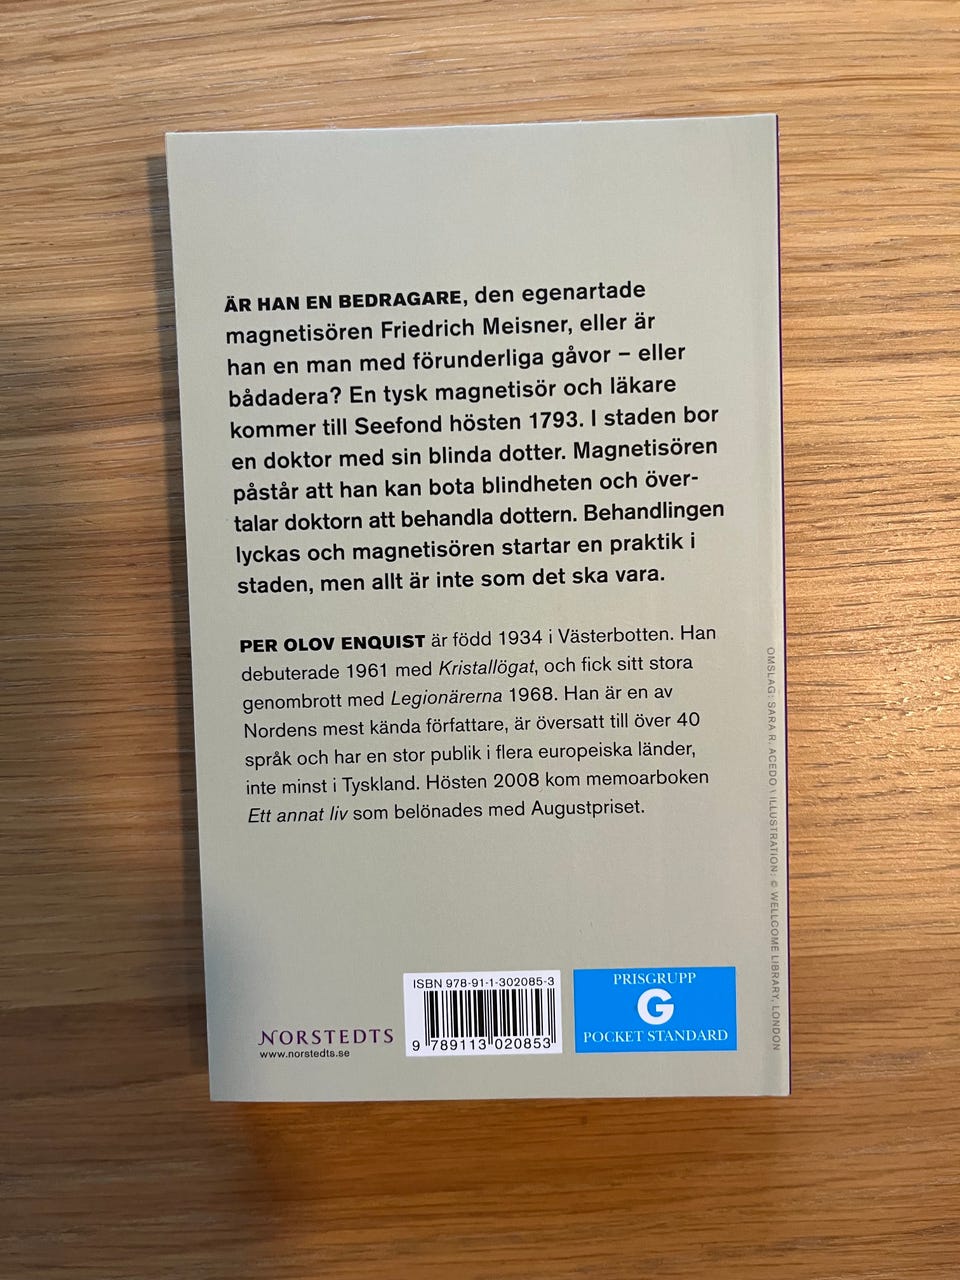 ÄR HAN EN BEDRAGARE, den egenartade
magnetisören Friedrich Meisner, eller är
han en man med förunderliga gåvor – eller
bådadera? En tysk magnetisör och läkare
kommer till Seefond hösten 1793. I staden bor
en doktor med sin blinda dotter. Magnetisören
påstår att han kan bota blindheten och över-
talar doktorn att behandla dottern. Behandlingen
lyckas och magnetisören startar en praktik i
staden, men allt är inte som det ska vara.
PER OLOV ENQUIST är född 1934 i Västerbotten. Han
debuterade 1961 med Kristallögat, och fick sitt stora
genombrott med Legionärerna 1968. Han är en av
Nordens mest kända författare, är översatt till över 40
språk och har en stor publik i flera europeiska länder,
inte minst i Tyskland. Hösten 2008 kom memoarboken
Ett annat liv som belönades med Augustpriset.
OMSLAG: SARA R. ACEDO \ ILLUSTRATION: © WELLCOME LIBRARY, LONDON
NORSTEDTS
www.norstedts.se
ISBN 978-91-1-302085-3
9 789113 020853
PRISGRUPP
G
POCKET STANDARD